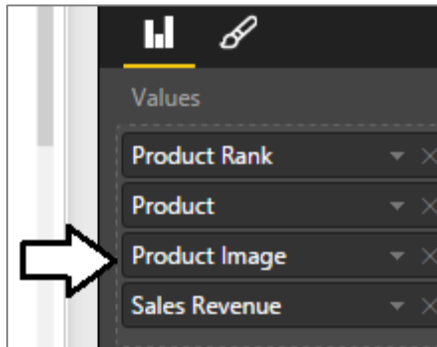 Values
Product Rank
Product
Product Image
Sales Revenue